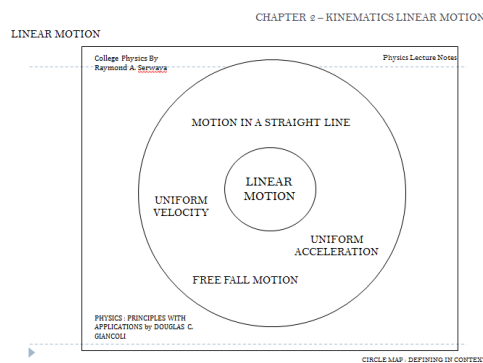 CHAPTER 2 – KINEMATICS LINEAR MOTION
LINEAR MOTION
College Physics By
Raymond A. Serwaya
Physics Lecture Notes
MOTION IN A STRAIGHT LINE
LINEAR
MOTION
UNIFORM
VELOCITY
UNIFORM
ACCELERATION
FREE FALL MOTION
PHYSICS : PRINCIPLES WITH
APPLICATIONS by DOUGLAS C.
GIANCOLI
CIRCLE MAP : DEFINING IN CONTEXT